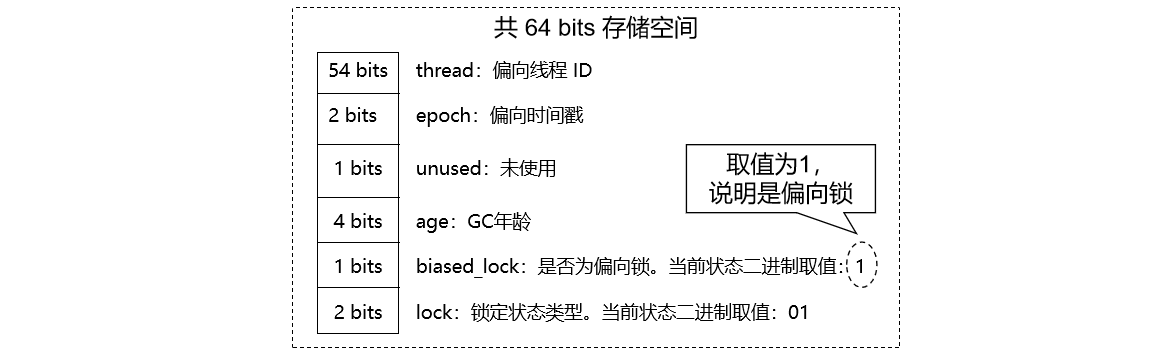 共 64 bits 存储空间
54 bits thread：偏向线程 ID
2 bits epoch：偏向时间戳
1 bits unused：未使用
取值为1，
说明是偏向锁
4 bits age：GC年龄
1 bits biased_lock：是否为偏向锁。当前状态二进制取值：1
2 bits lock：锁定状态类型。当前状态二进制取值：01